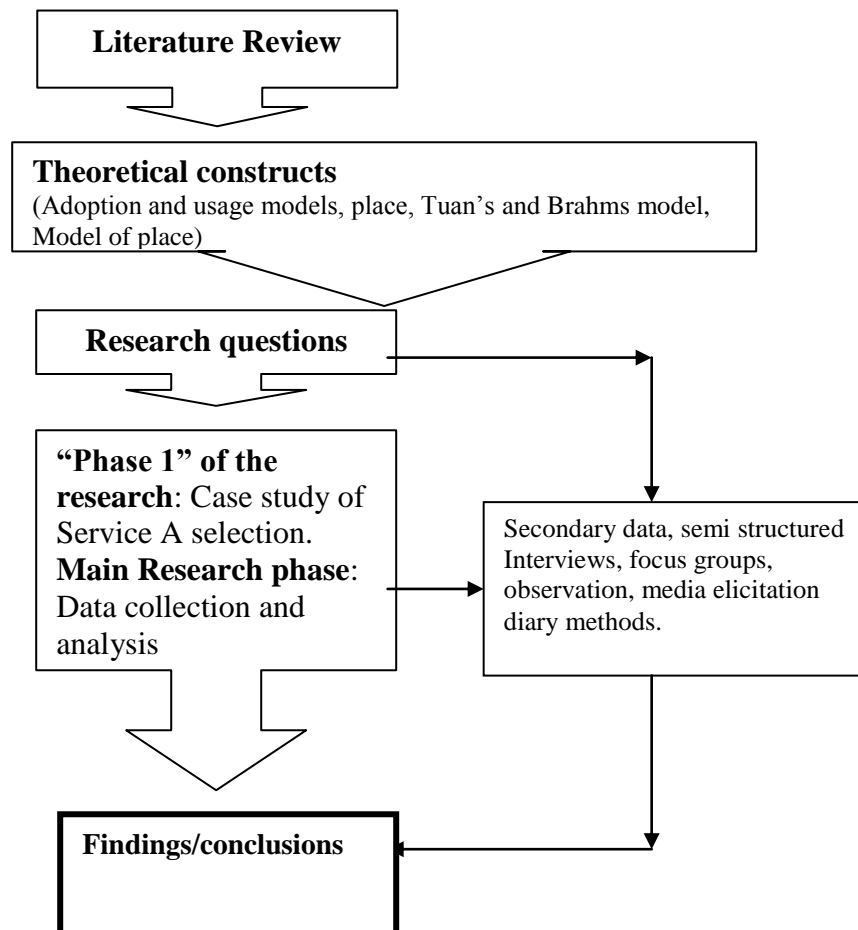 Literature Review
Theoretical constructs
(Adoption and usage models, place, Tuan’s and Brahms model,
Model of place)
Research questions
“Phase 1” of the
research: Case study of
Service A selection.
Main Research phase:
Data collection and
analysis
Secondary data, semi structured
Interviews, focus groups,
observation, media elicitation
diary methods.
Findings/conclusions